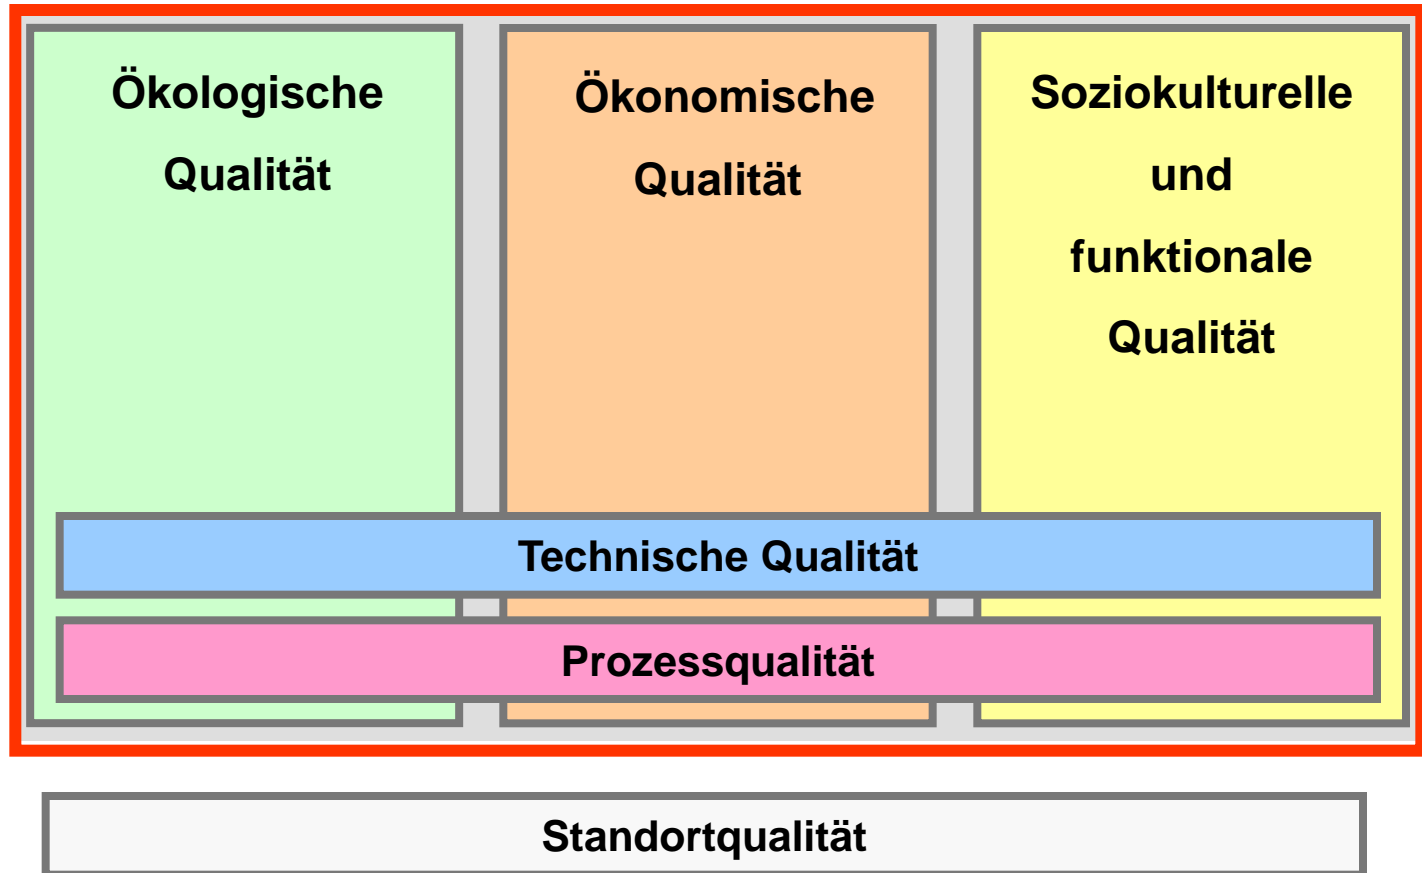 Ökologische
Qualität
Ökonomische
Qualität
Soziokulturelle
und
funktionale
Qualität
Technische Qualität
Prozessqualität
Standortqualität